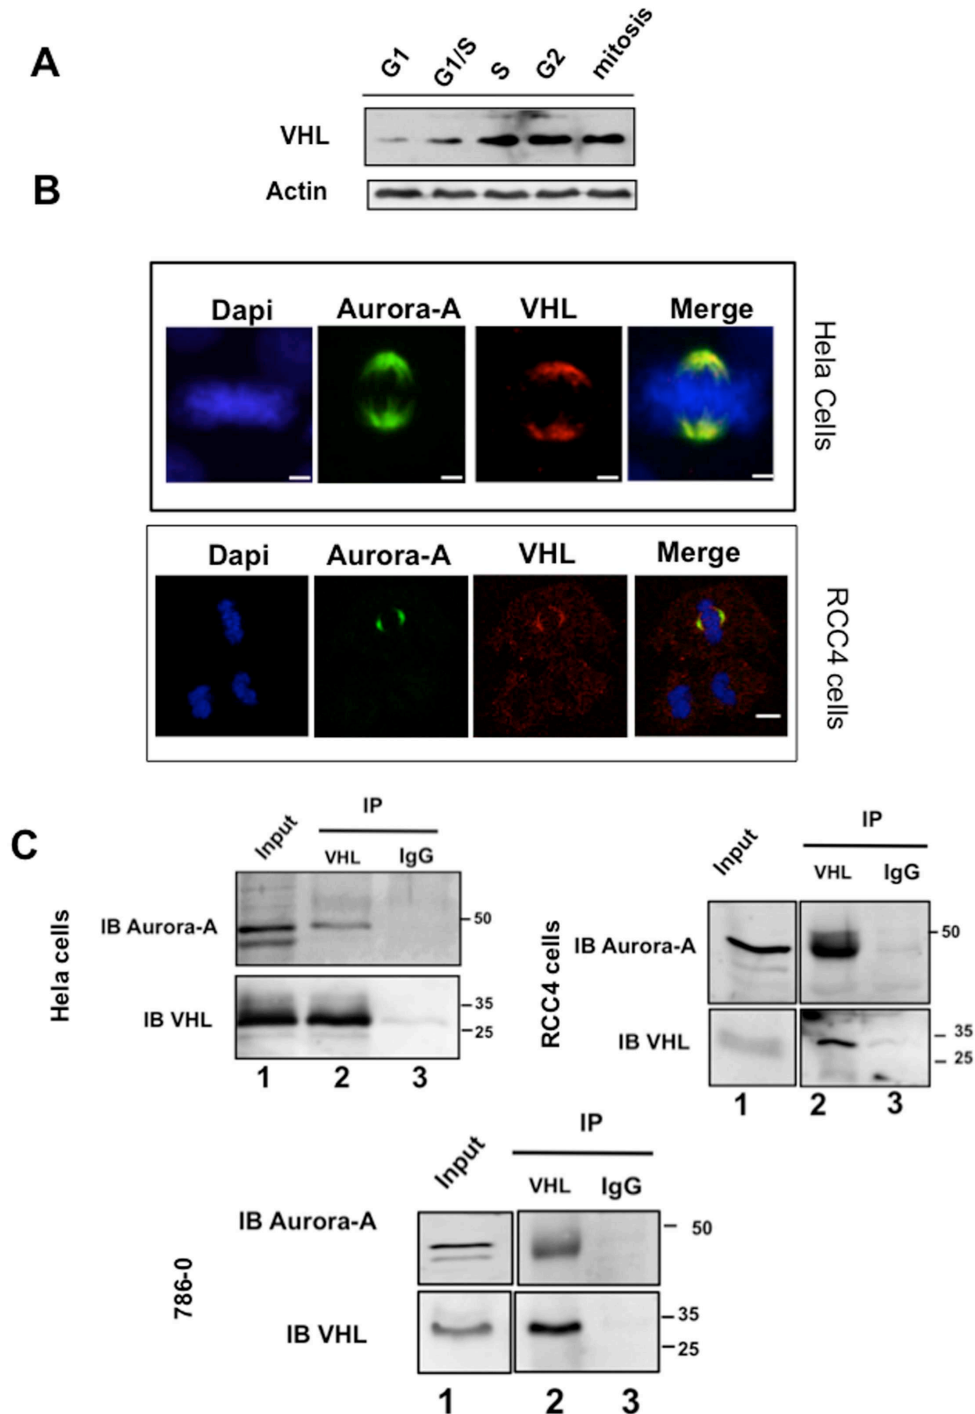 A
G1 G1/S S G2 mitosis
VHL
B
Actin
Dapi Aurora-A VHL Merge
Hela Cells
Dapi Aurora-A VHL Merge
RCC4 cells
C
Hela cells
Input IP
VHL IgG
IB Aurora-A 50
IB VHL 35
25
1 2 3
RCC4 cells
Input IP
VHL IgG
IB Aurora-A 50
IB VHL 35
25
1 2 3
786-0
Input IP
VHL IgG
IB Aurora-A 50
IB VHL 35
25
1 2 3